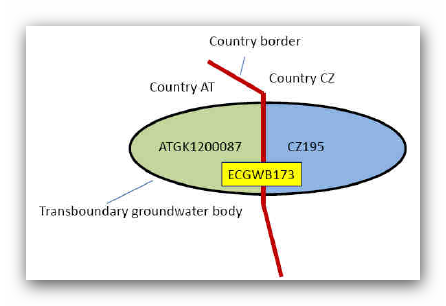 Country border
Country AT
Country CZ
ATGK1200087
CZ195
ECGWB173
Transboundary groundwater body